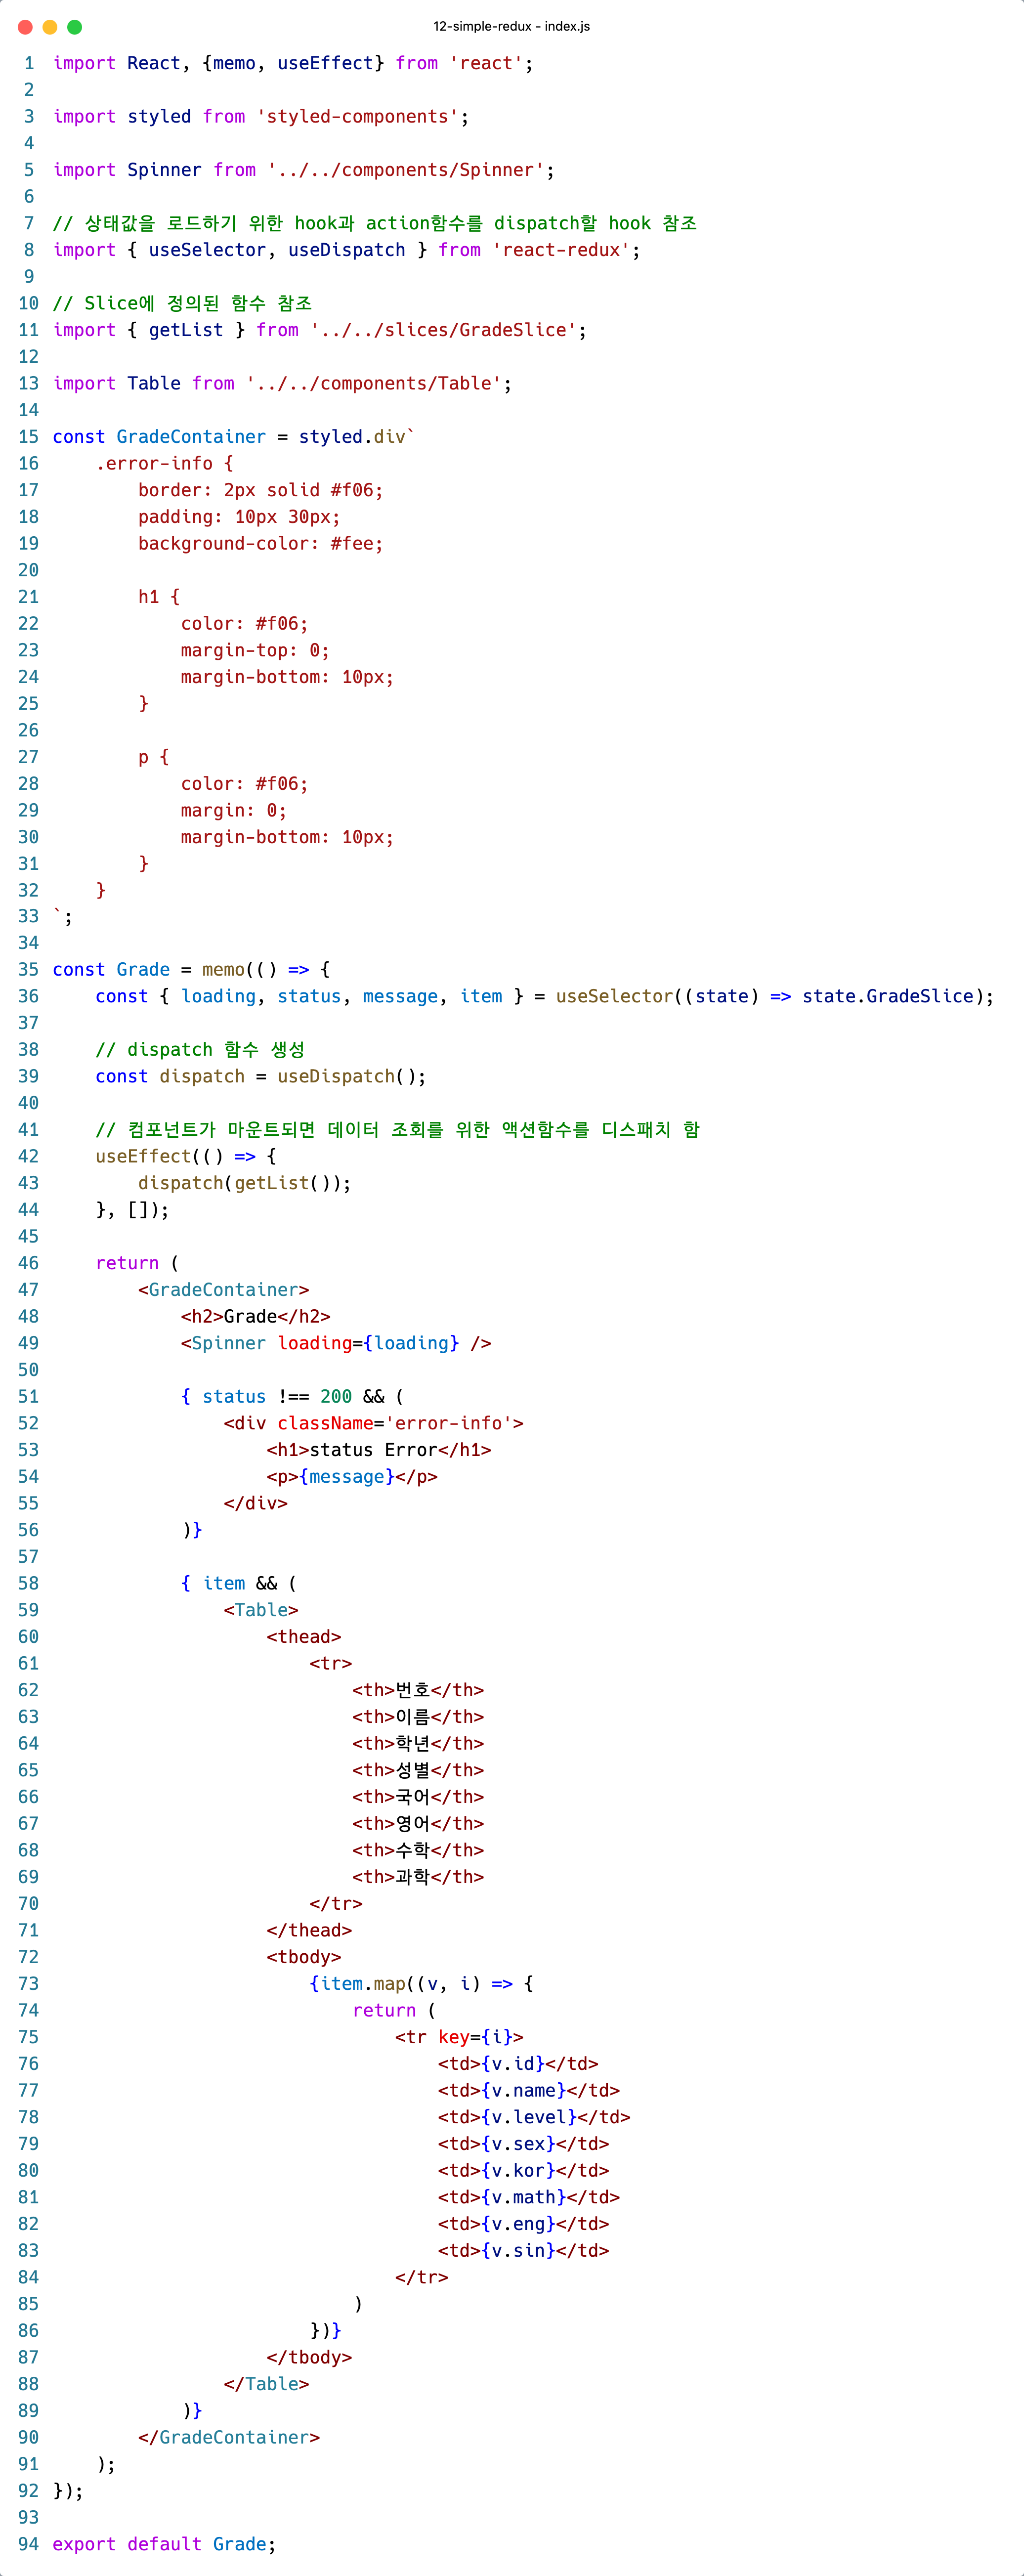 12-simple-redux - index.js
1 import React, {memo, useEffect} from 'react';
2
3 import styled from 'styled-components';
4
5 import Spinner from '../../components/Spinner';
6
7 // 상태값을 로드하기 위한 hook과 action함수를 dispatch할 hook 참조
8 import { useSelector, useDispatch } from 'react-redux';
9
10 // Slice에 정의된 함수 참조
11 import { getList } from '../../slices/GradeSlice';
12
13 import Table from '../../components/Table';
14
15 const GradeContainer = styled.div`
16     .error-info {
17         border: 2px solid #f06;
18         padding: 10px 30px;
19         background-color: #fee;
20
21         h1 {
22             color: #f06;
23             margin-top: 0;
24             margin-bottom: 10px;
25         }
26
27         p {
28             color: #f06;
29             margin: 0;
30             margin-bottom: 10px;
31         }
32     }
33 `;
34
35 const Grade = memo(() => {
36     const { loading, status, message, item } = useSelector((state) => state.GradeSlice);
37
38     // dispatch 함수 생성
39     const dispatch = useDispatch();
40
41     // 컴포넌트가 마운트되면 데이터 조회를 위한 액션함수를 디스패치 함
42     useEffect(() => {
43         dispatch(getList());
44     }, []);
45
46     return (
47         <GradeContainer>
48             <h2>Grade</h2>
49             <Spinner loading={loading} />
50
51             { status !== 200 && (
52                 <div className='error-info'>
53                     <h1>status Error</h1>
54                     <p>{message}</p>
55                 </div>
56             )}
57
58             { item && (
59                 <Table>
60                     <thead>
61                         <tr>
62                             <th>번호</th>
63                             <th>이름</th>
64                             <th>학년</th>
65                             <th>성별</th>
66                             <th>국어</th>
67                             <th>영어</th>
68                             <th>수학</th>
69                             <th>과학</th>
70                         </tr>
71                     </thead>
72                     <tbody>
73                         {item.map((v, i) => {
74                             return (
75                                 <tr key={i}>
76                                     <td>{v.id}</td>
77                                     <td>{v.name}</td>
78                                     <td>{v.level}</td>
79                                     <td>{v.sex}</td>
80                                     <td>{v.kor}</td>
81                                     <td>{v.math}</td>
82                                     <td>{v.eng}</td>
83                                     <td>{v.sin}</td>
84                                 </tr>
85                             )
86                         })}
87                     </tbody>
88                 </Table>
89             )}
90         </GradeContainer>
91     );
92 });
93
94 export default Grade;